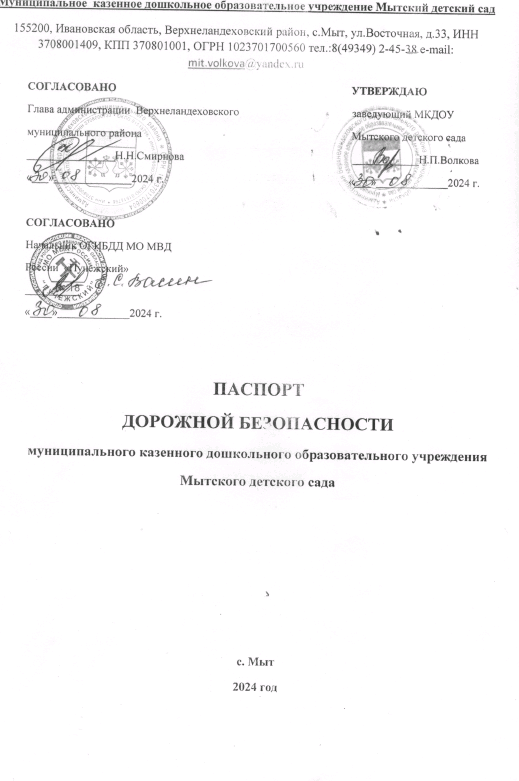 Муниципальное казенное дошкольное образовательное учреждение Мытский детский сад
155200, Ивановская область, Верхнеландеховский район, с.Мыт, ул.Восточная, д.33, ИНН
3708001409, КПП 370801001, ОГРН 1023701700560 тел.:8(49349) 2-45-38 e-mail:
mit.volkova@yandex.ru
СОГЛАСОВАНО
Глава администрации Верхнеландеховского
муниципального района
Н.Н.Смирнова
«30» 08 2024 г.
УТВЕРЖДАЮ
заведующий МКДОУ
Мытского детского сада
Н.П.Волкова
«30» 08 2024 г.
СОГЛАСОВАНО
Начальник ОГИБДД МО МВД
России «Пучежский»
С. Васин
«30» 08 2024 г.
ПАСПОРТ
ДОРОЖНОЙ БЕЗОПАСНОСТИ
муниципального казенного дошкольного образовательного учреждения
Мытского детского сада
с. Мыт
2024 год